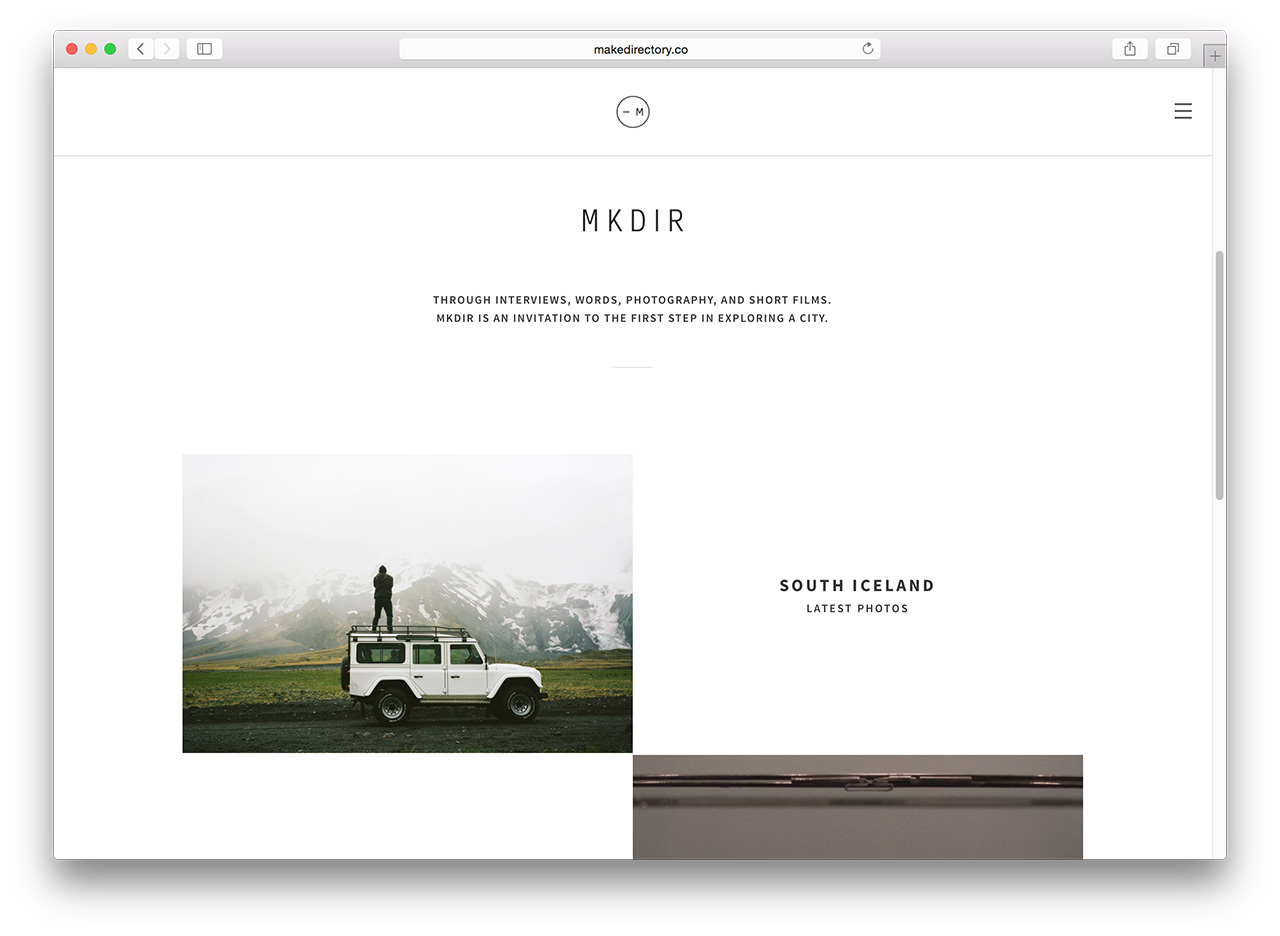 makedirectory.co
– M
MKDIR
THROUGH INTERVIEWS, WORDS, PHOTOGRAPHY, AND SHORT FILMS.
MKDIR IS AN INVITATION TO THE FIRST STEP IN EXPLORING A CITY.
SOUTH ICELAND
LATEST PHOTOS